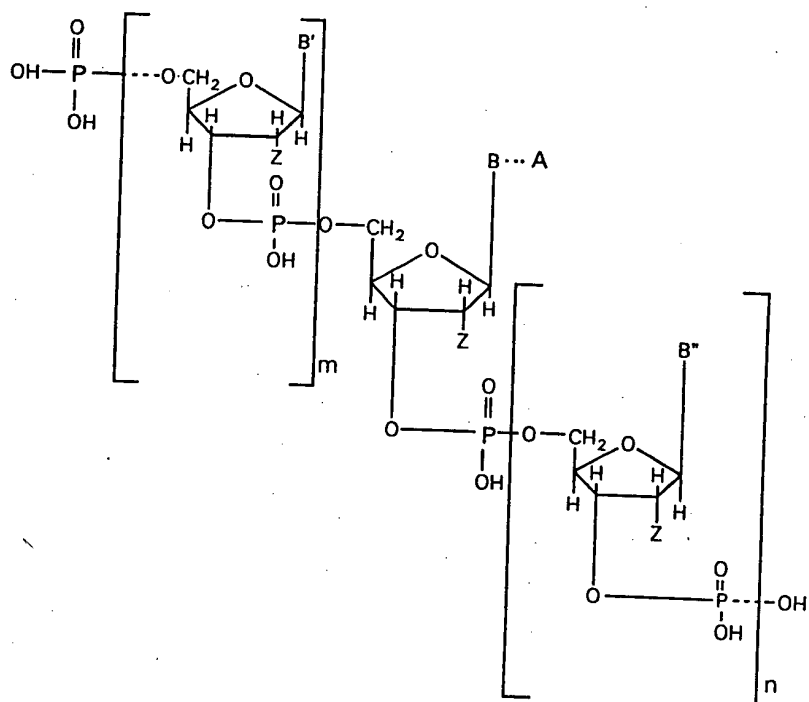 O B'
OH P O CH₂ O
OH H H H H
Z
O B···A
O P O CH₂ O
OH H H H H
m Z
O B"
O P O CH₂ O
OH H H H H
Z
O
O P OH
OH
n